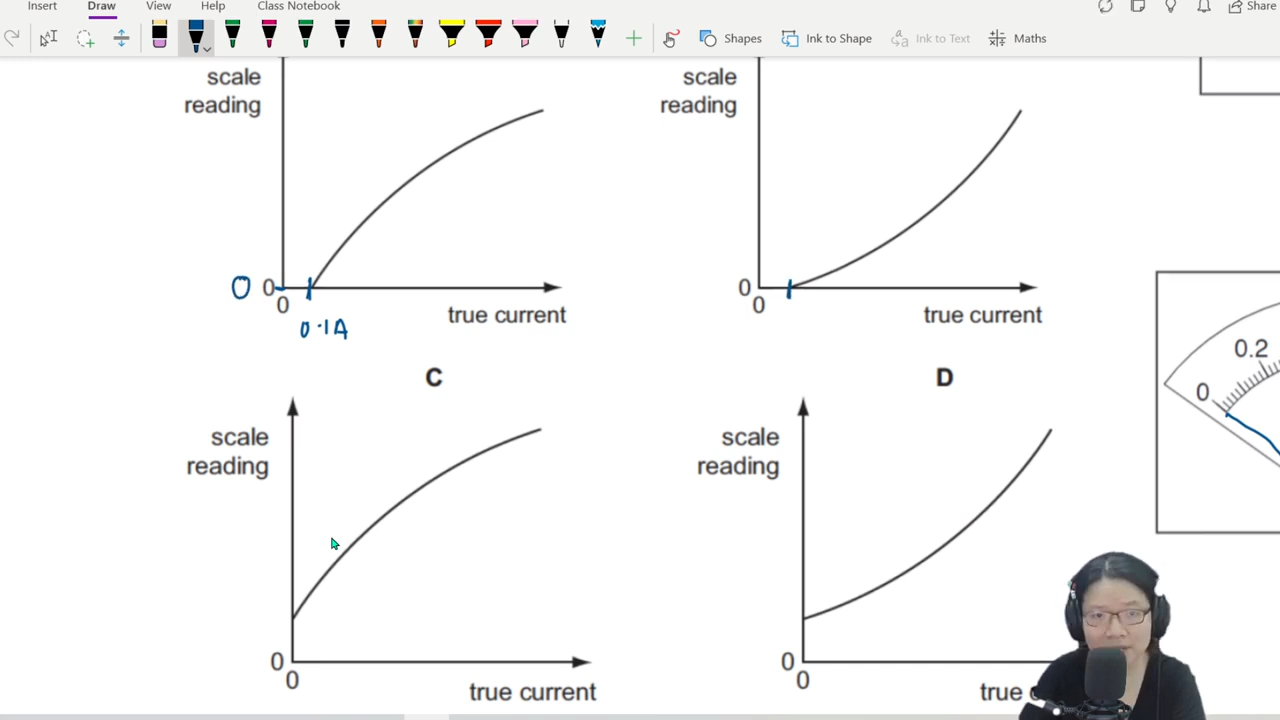 Insert Draw View Help Class Notebook Share
Shapes Ink to Shape Ink to Text Maths
scale
reading
0 0
0
0.1A
true current
scale
reading
0
0
true current
C
scale
reading
0
0
true current
D
scale
reading
0
0
true
0 0.2